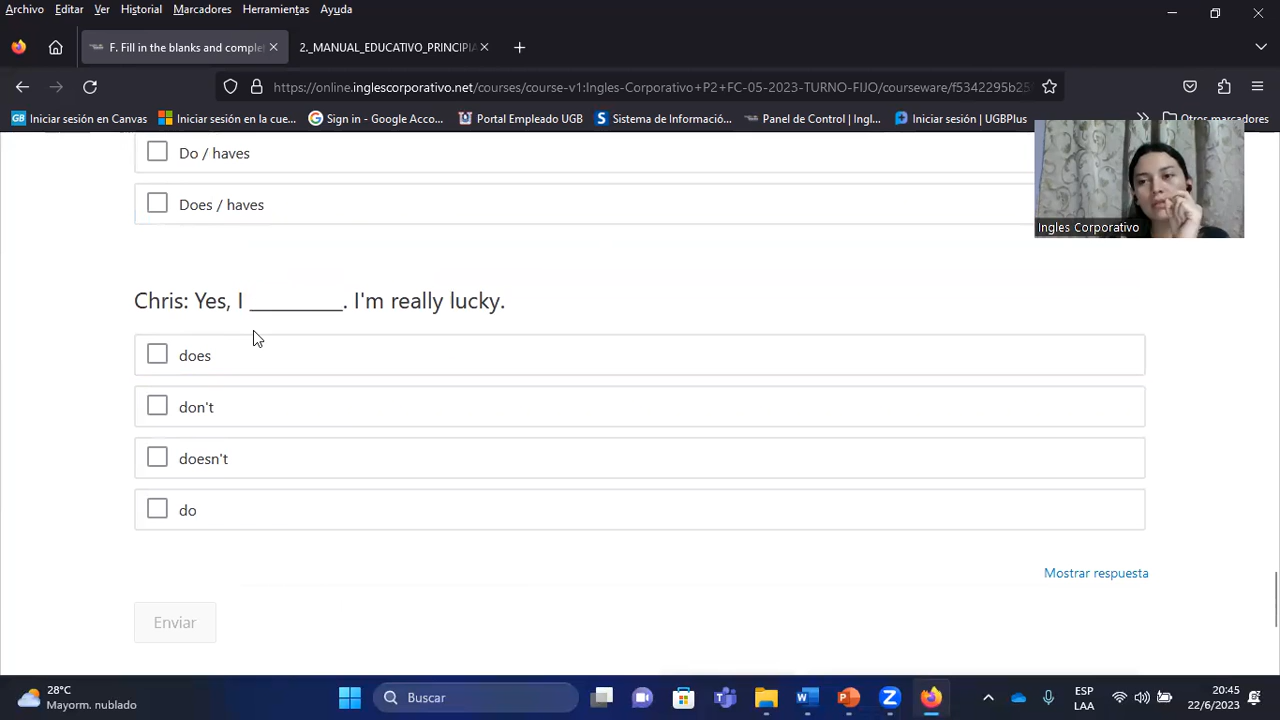 Archivo Editar Ver Historial Marcadores Herramientas Ayuda
F. Fill in the blanks and comple
2._MANUAL_EDUCATIVO_PRINCIPIA
https://online.inglescorporativo.net/courses/course-v1:Ingles-Corporativo+P2+FC-05-2023-TURNO-FIJO/courseware/f5342295b25
GB Iniciar sesión en Canvas Iniciar sesión en la cue... Sign in - Google Acco... Portal Empleado UGB S Sistema de Informació... Panel de Control | Ingl... Iniciar sesión | UGBPlus Otros marcadores
Do / haves
Does / haves
Ingles Corporativo
Chris: Yes, I _________. I'm really lucky.
does
don't
doesn't
do
Mostrar respuesta
Enviar
28°C
Mayorm. nublado
Buscar
ESP
LAA
20:45
22/6/2023